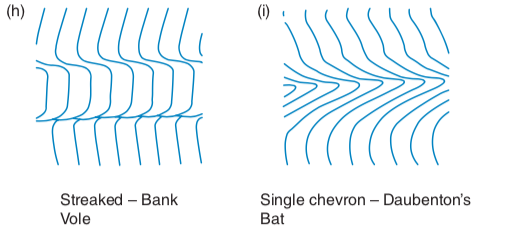 (h)
(i)
Streaked – Bank
Vole
Single chevron – Daubenton's
Bat